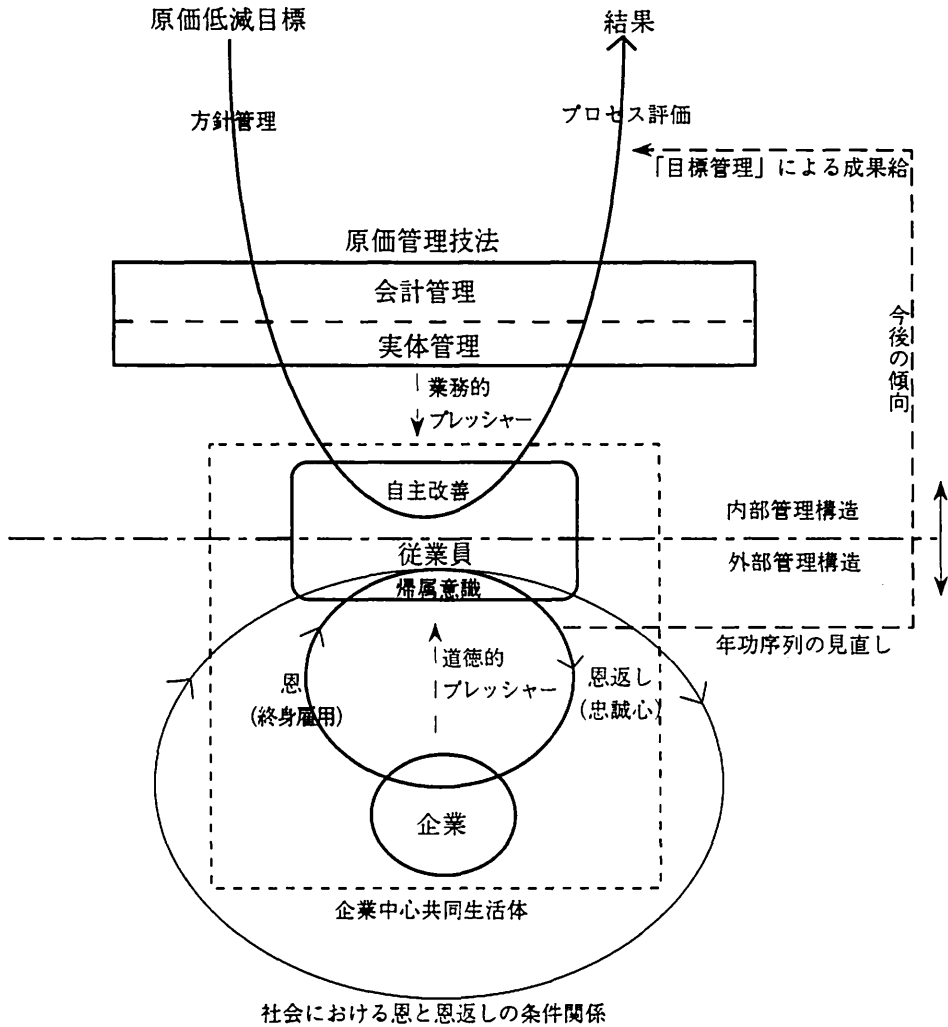 原価低減目標
結果
方針管理
プロセス評価
「目標管理」による成果給
原価管理技法
会計管理
実体管理
業務的
プレッシャー
今後の傾向
自主改善
内部管理構造
従業員
外部管理構造
帰属意識
年功序列の見直し
道徳的
プレッシャー
恩
(終身雇用)
恩返し
(忠誠心)
企業
企業中心共同生活体
社会における恩と恩返しの条件関係